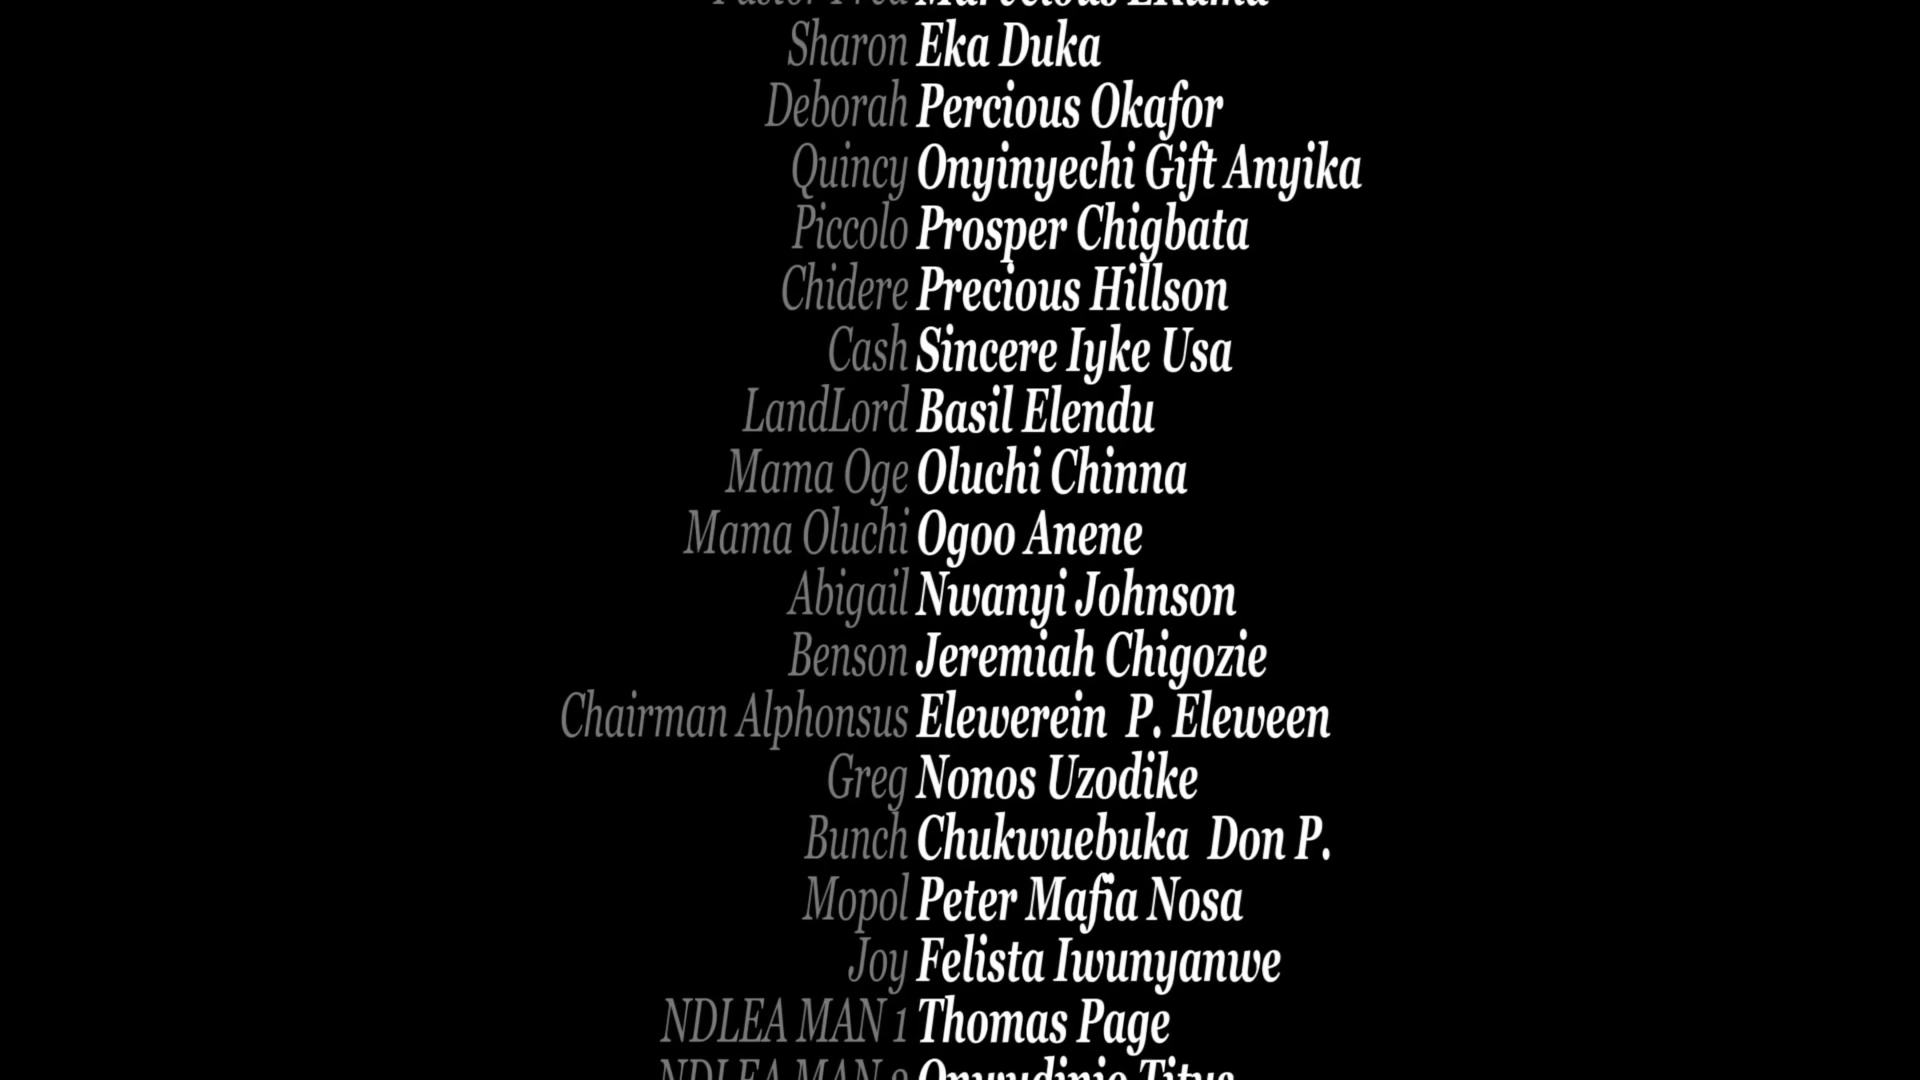 Sharon Eka Duka
Deborah Percious Okafor
Quincy Onyinyechi Gift Anyika
Piccolo Prosper Chigbata
Chidere Precious Hillson
Cash Sincere Iyke Usa
LandLord Basil Elendu
Mama Oge Oluchi Chinna
Mama Oluchi Ogoo Anene
Abigail Nwanyi Johnson
Benson Jeremiah Chigozie
Chairman Alphonsus Elewerein P. Eleween
Greg Nonos Uzodike
Bunch Chukwuebuka Don P.
Mopol Peter Mafia Nosa
Joy Felista Iwunyanwe
NDLEA MAN 1 Thomas Page
NDLEA MAN